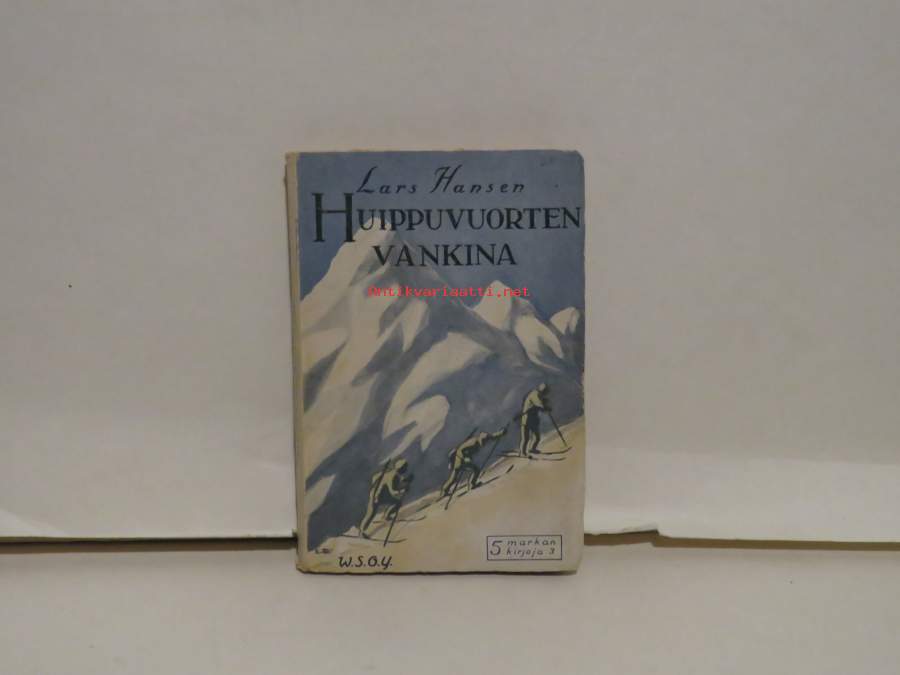 Lars Hansen
HUIPPUVUORTEN
VANKINA
Antikvariaatti.net
5 markan
kirjoja 3
W.S.O.Y.